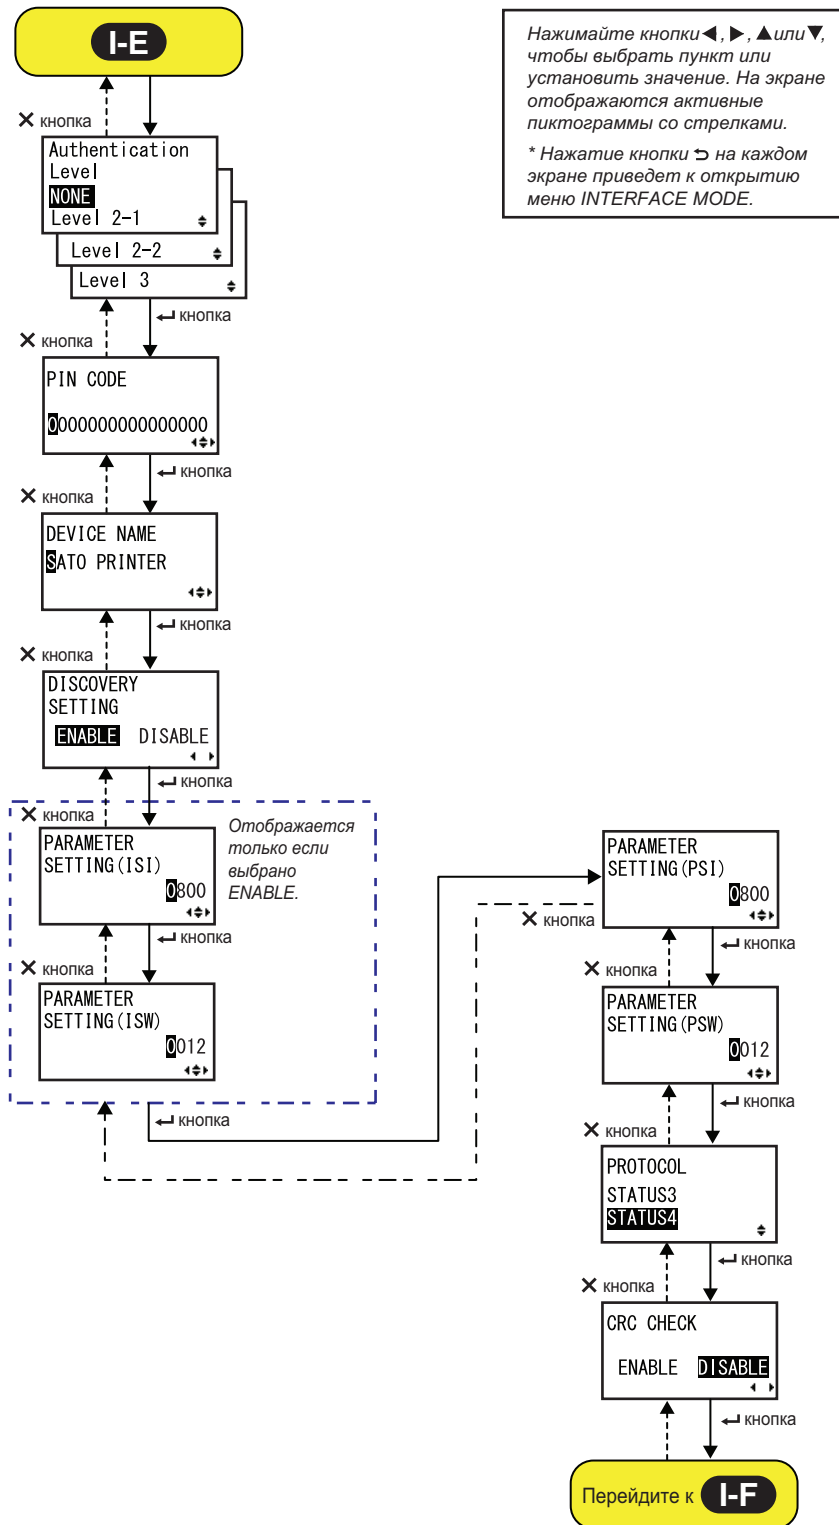 I-E
Нажимайте кнопки ◀, ▶, ▲ или ▼,
чтобы выбрать пункт или
установить значение. На экране
отображаются активные
пиктограммы со стрелками.
* Нажатие кнопки ⮌ на каждом
экране приведет к открытию
меню INTERFACE MODE.
✕ кнопка
Authentication
Level
NONE
Level 2-1
Level 2-2
Level 3
↵ кнопка
✕ кнопка
PIN CODE
0000000000000000
↵ кнопка
✕ кнопка
DEVICE NAME
SATO PRINTER
↵ кнопка
✕ кнопка
DISCOVERY
SETTING
ENABLE DISABLE
↵ кнопка
✕ кнопка
Отображается
только если
выбрано
ENABLE.
PARAMETER
SETTING(ISI)
0800
↵ кнопка
✕ кнопка
PARAMETER
SETTING(ISW)
0012
↵ кнопка
PARAMETER
SETTING(PSI)
0800
✕ кнопка
↵ кнопка
✕ кнопка
PARAMETER
SETTING(PSW)
0012
↵ кнопка
✕ кнопка
PROTOCOL
STATUS3
STATUS4
↵ кнопка
✕ кнопка
CRC CHECK
ENABLE DISABLE
↵ кнопка
Перейдите к I-F